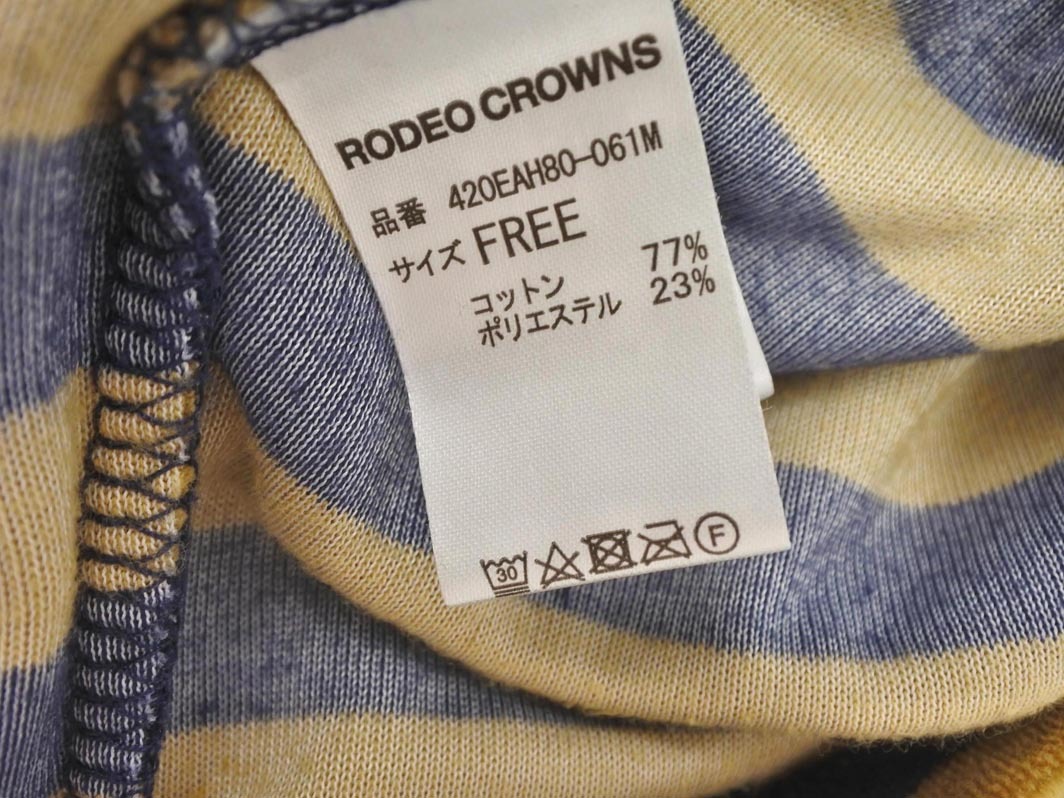 RODEO CROWNS
品番 420EAH80-061M
サイズ FREE
コットン 77%
ポリエステル 23%
30 F